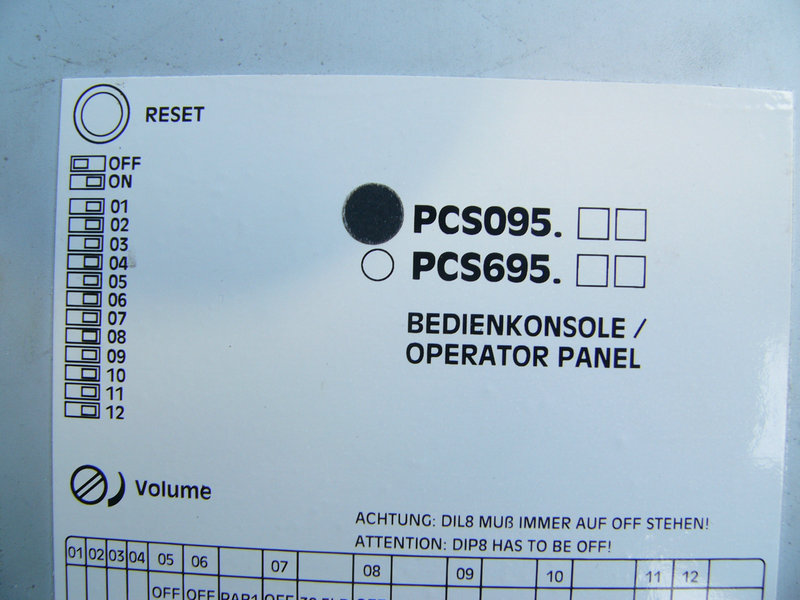 RESET
OFF
ON
01
02
03
04
05
06
07
08
09
10
11
12
PCS095.
PCS695.
BEDIENKONSOLE /
OPERATOR PANEL
Volume
ACHTUNG: DIL8 MUß IMMER AUF OFF STEHEN!
ATTENTION: DIP8 HAS TO BE OFF!
01 02 03 04 05 06 07 08 09 10 11 12
OFF OFF